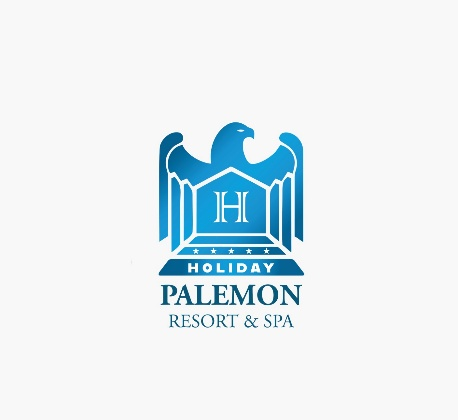 H
HOLIDAY
PALEMON
RESORT & SPA